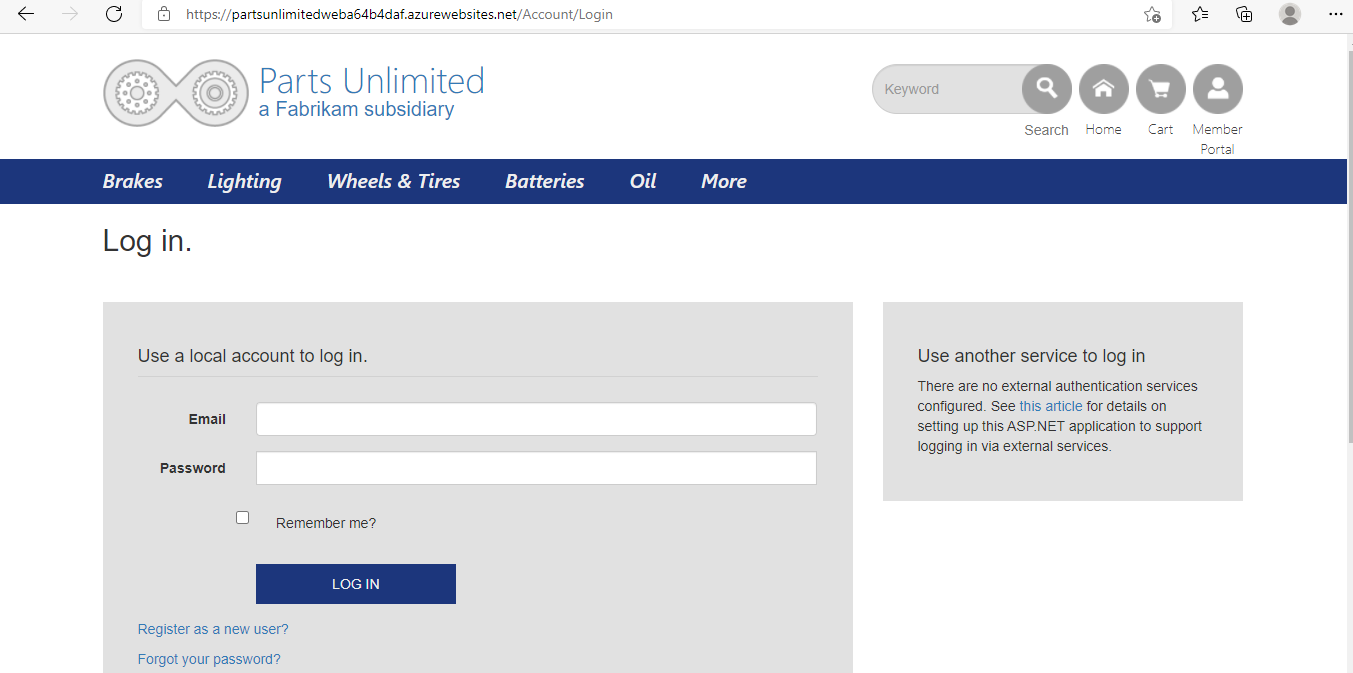 https://partsunlimitedweba64b4daf.azurewebsites.net/Account/Login
Parts Unlimited
a Fabrikam subsidiary
Keyword
Search
Home
Cart
Member
Portal
Brakes
Lighting
Wheels & Tires
Batteries
Oil
More
Log in.
Use a local account to log in.
Email
Password
Remember me?
LOG IN
Register as a new user?
Forgot your password?
Use another service to log in
There are no external authentication services
configured. See this article for details on
setting up this ASP.NET application to support
logging in via external services.